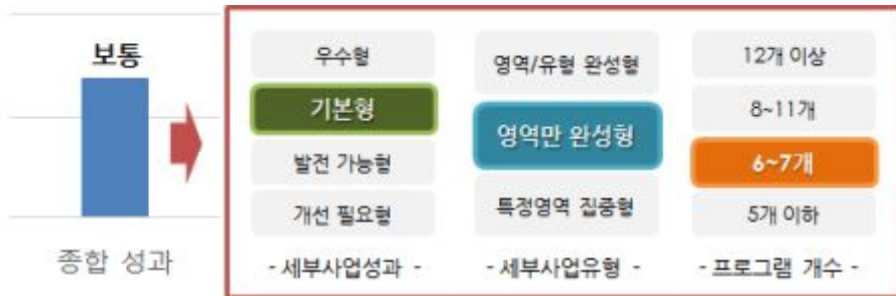 보통
종합 성과
우수형
기본형
발전 가능형
개선 필요형
- 세부사업성과 -
영역/유형 완성형
영역만 완성형
특정영역 집중형
- 세부사업유형 -
12개 이상
8~11개
6~7개
5개 이하
- 프로그램 개수 -